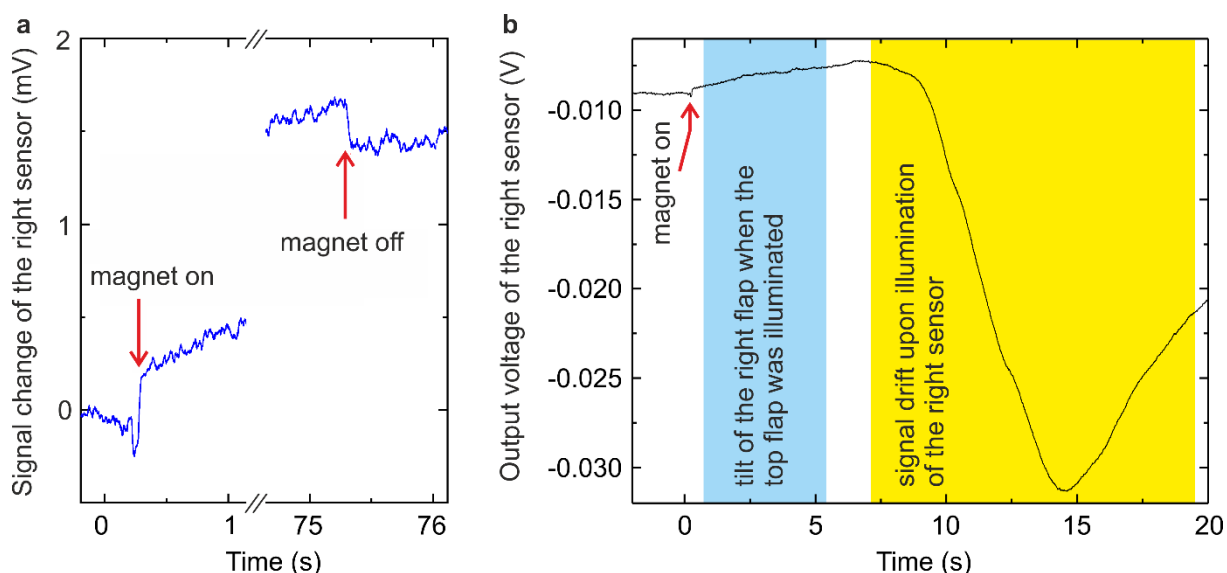 a
Signal change of the right sensor (mV)
2
1
0
magnet on
magnet off
0
1
75
76
Time (s)
b
Output voltage of the right sensor (V)
-0.010
-0.015
-0.020
-0.025
-0.030
magnet on
tilt of the right flap when the
top flap was illuminated
signal drift upon illumination
of the right sensor
0
5
10
15
20
Time (s)